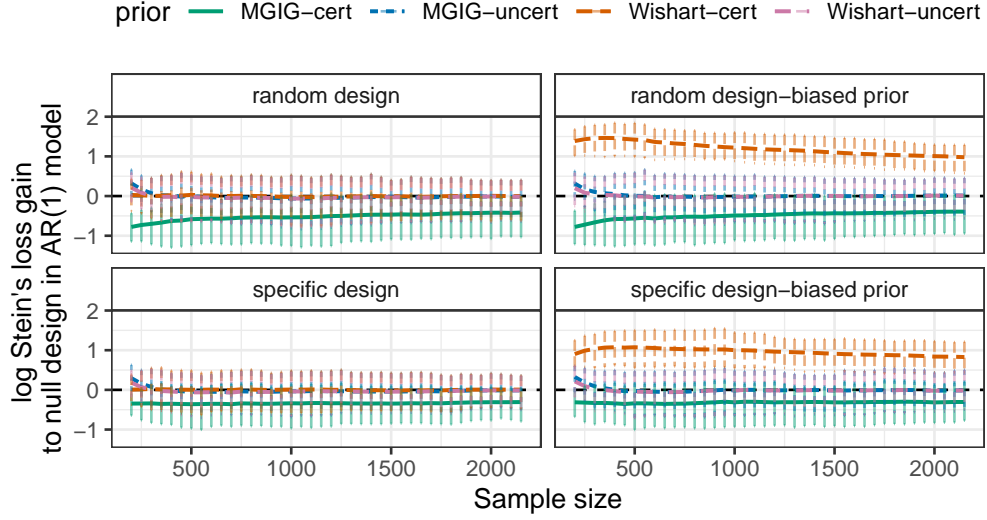 prior MGIG−cert MGIG−uncert Wishart−cert Wishart−uncert
random design
random design−biased prior
2
1
0
−1
specific design
specific design−biased prior
2
1
0
−1
500 1000 1500 2000
500 1000 1500 2000
Sample size
log Stein's loss gain
to null design in AR(1) model